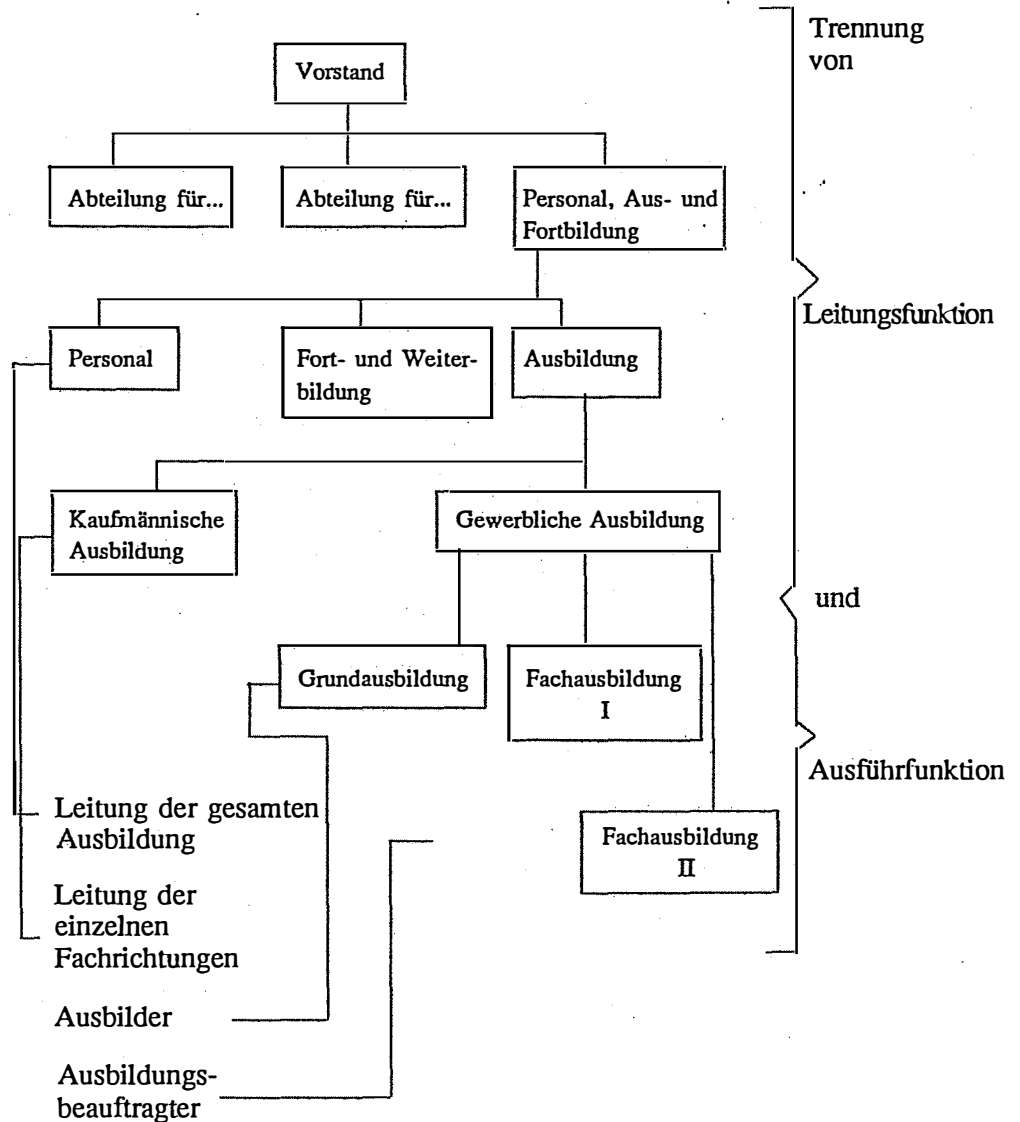 Trennung
von
Vorstand
Abteilung für...
Abteilung für...
Personal, Aus- und
Fortbildung
Leitungsfunktion
Personal
Fort- und Weiter-
bildung
Ausbildung
Kaufmännische
Ausbildung
Gewerbliche Ausbildung
und
Grundausbildung
Fachausbildung
I
Ausführfunktion
Leitung der gesamten
Ausbildung
Fachausbildung
II
Leitung der
einzelnen
Fachrichtungen
Ausbilder
Ausbildungs-
beauftragter